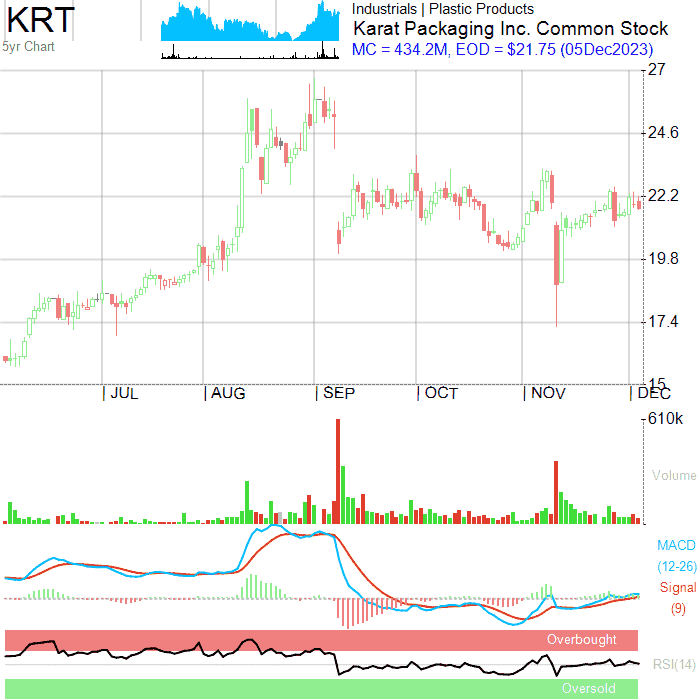 KRT
5yr Chart
Industrials | Plastic Products
Karat Packaging Inc. Common Stock
MC = 434.2M, EOD = $21.75 (05Dec2023)
27
24.6
22.2
19.8
17.4
15
| JUL | AUG | SEP | OCT | NOV | DEC
610k
Volume
MACD
(12-26)
Signal
(9)
Overbought
RSI(14)
Oversold